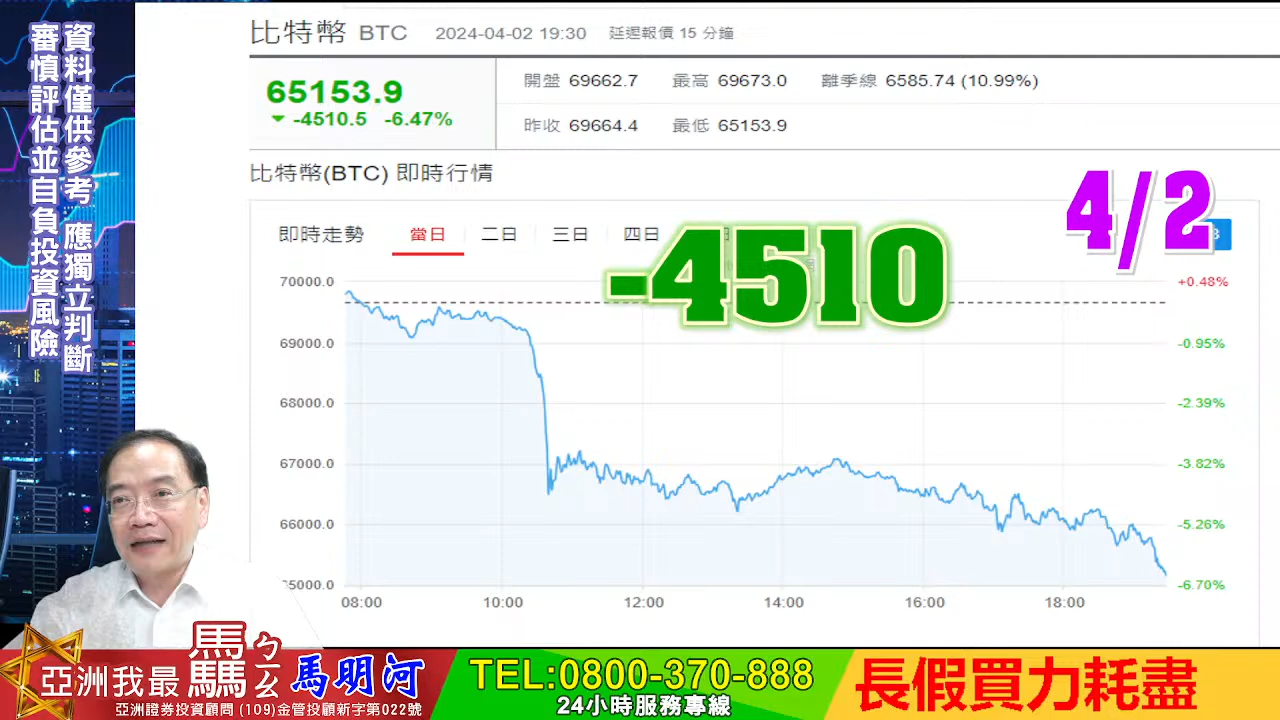 資料僅供參考 應獨立判斷
審慎評估並自負投資風險
比特幣 BTC 2024-04-02 19:30 延遲報價 15 分鐘
65153.9
-4510.5 -6.47%
開盤 69662.7 最高 69673.0 離季線 6585.74 (10.99%)
昨收 69664.4 最低 65153.9
比特幣(BTC) 即時行情
4/2
即時走勢 當日 二日 三日 四日
-4510
70000.0 +0.48%
69000.0 -0.95%
68000.0 -2.39%
67000.0 -3.82%
66000.0 -5.26%
5000.0 -6.70%
08:00 10:00 12:00 14:00 16:00 18:00
亞洲我最馬驫ㄅㄧㄠ馬明河
亞洲證券投資顧問 (109)金管投顧新字第022號
TEL:0800-370-888
24小時服務專線
長假買力耗盡